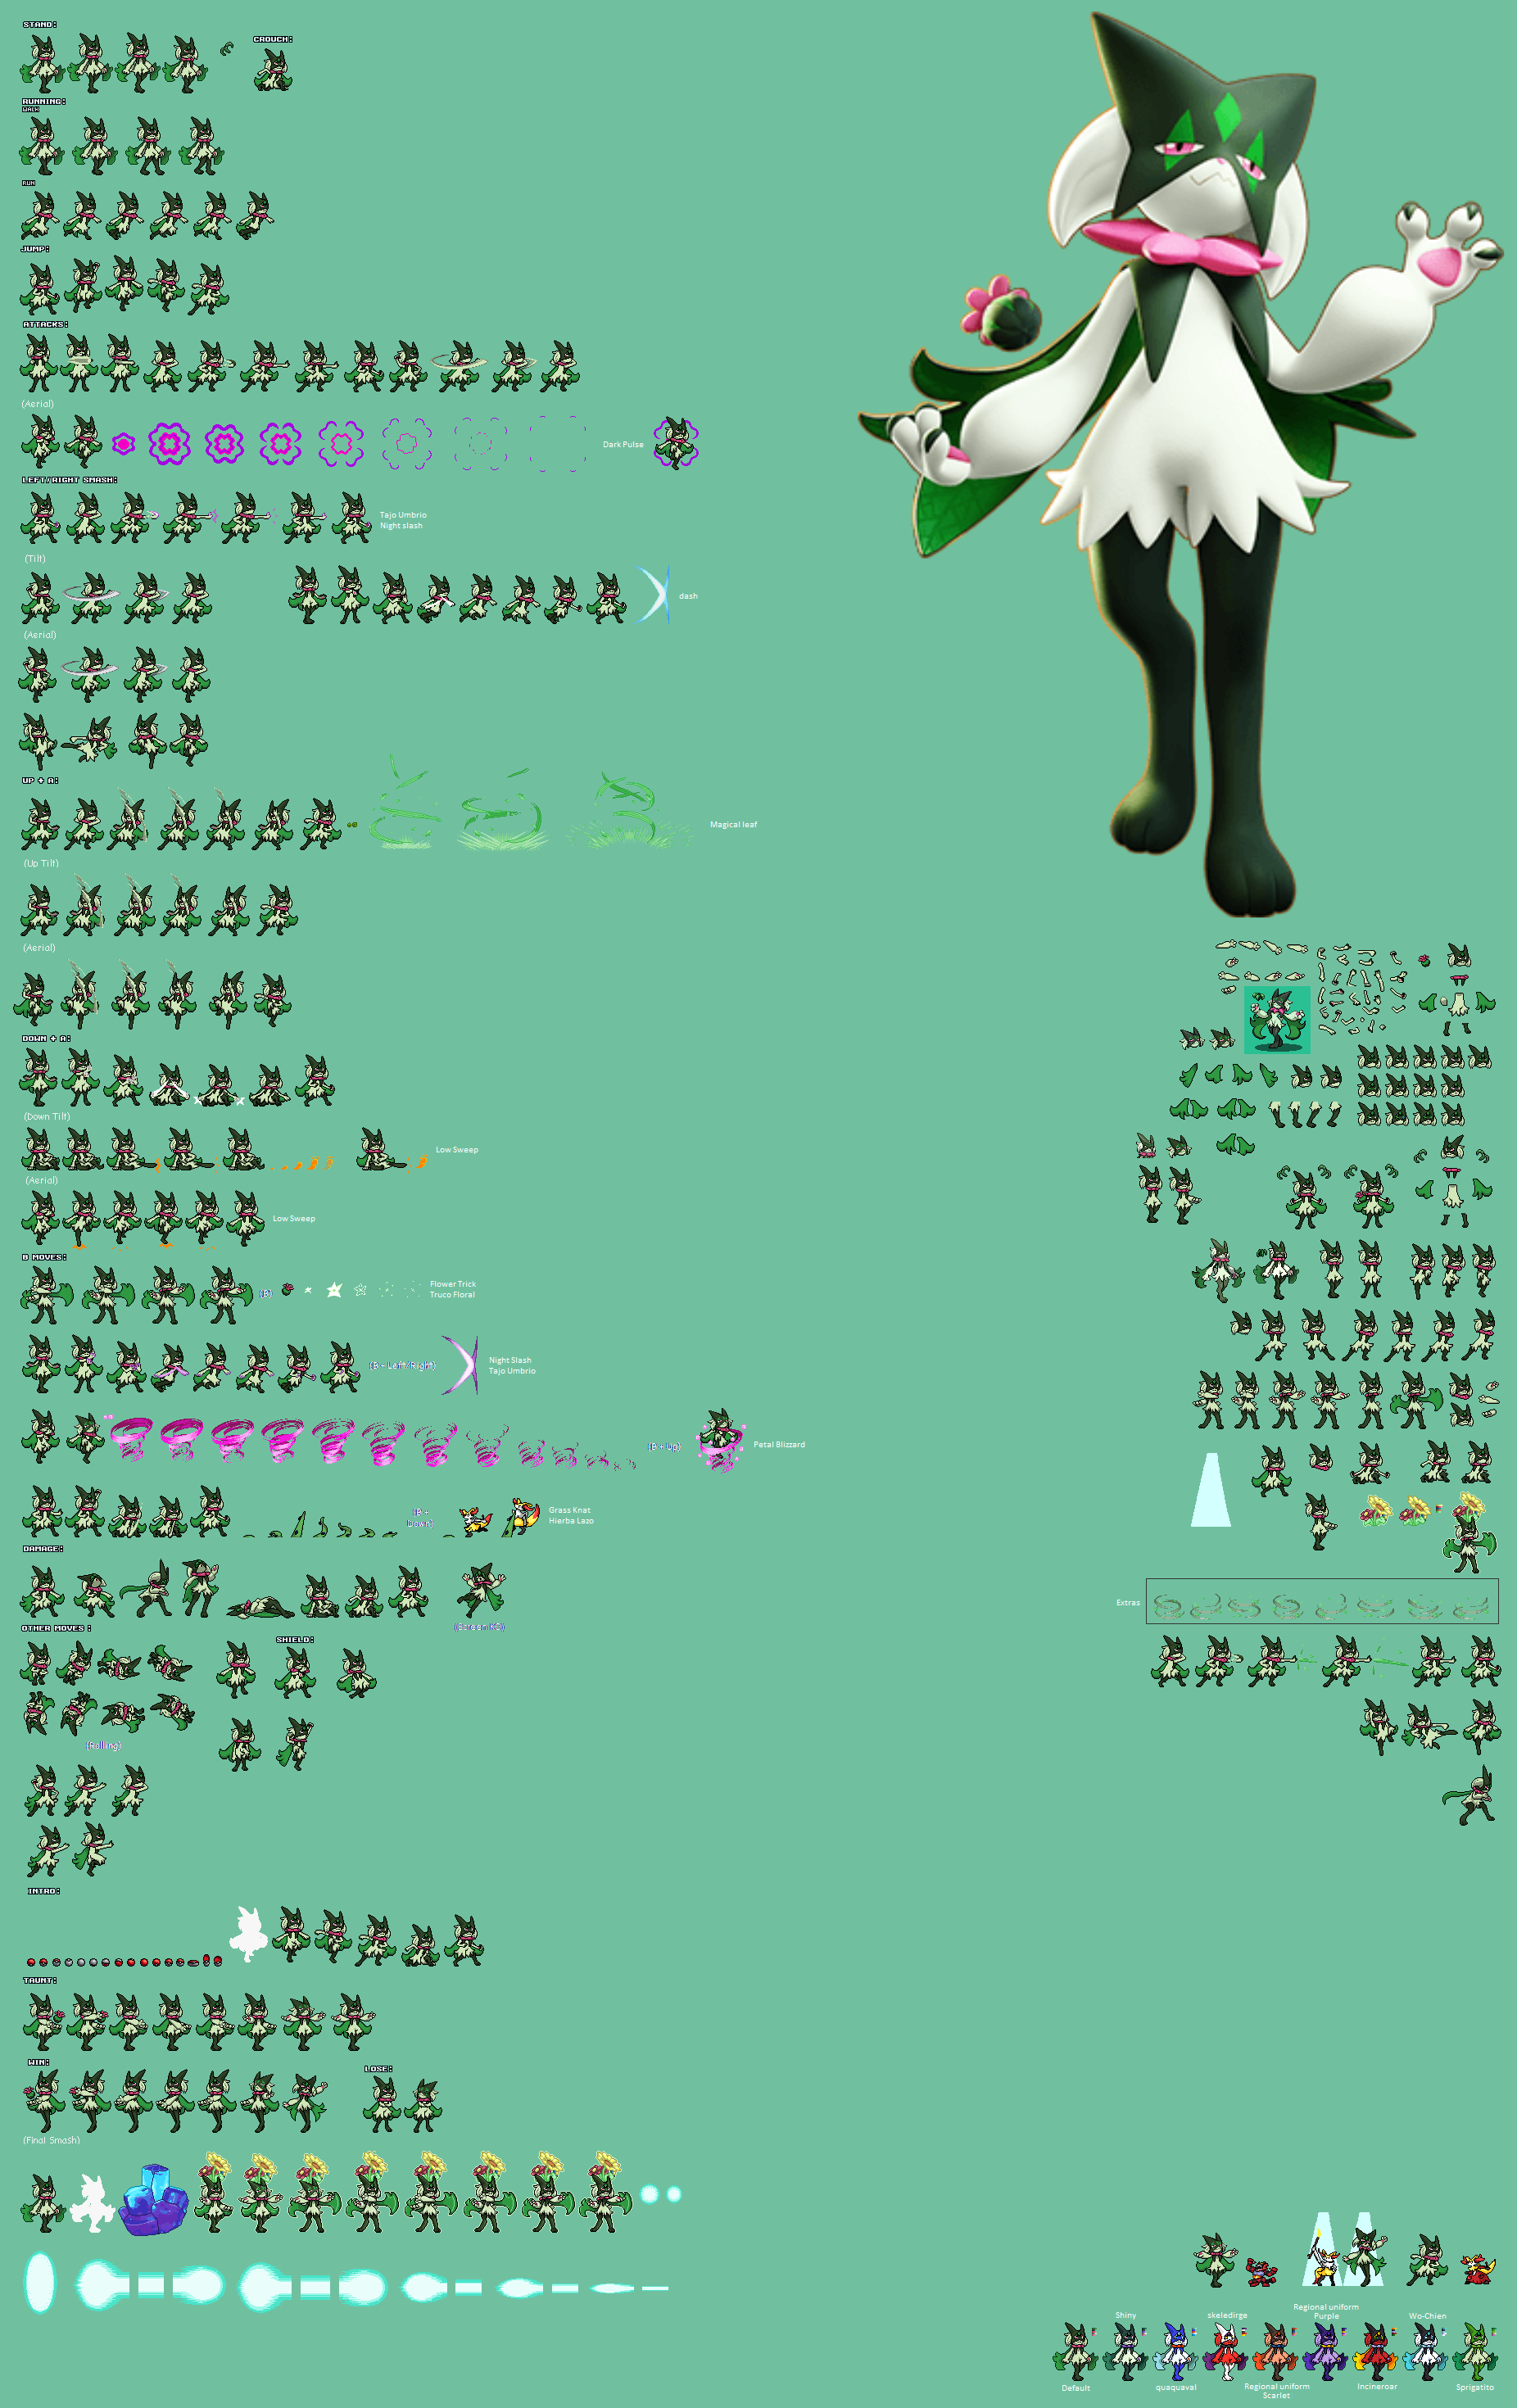 STAND:
CROUCH:
RUNNING:
WALK
RUN
JUMP:
ATTACKS:
(Aerial)
Dark Pulse
LEFT/RIGHT SMASH:
Tajo Umbrio
Night slash
(Tilt)
dash
(Aerial)
UP + A:
Magical leaf
(Up Tilt)
(Aerial)
DOWN + A:
(Down Tilt)
Low Sweep
(Aerial)
Low Sweep
B MOVES:
(B)
Flower Trick
Truco Floral
(B + Left/Right)
Night Slash
Tajo Umbrio
(B + Up)
Petal Blizzard
(B +
Down)
Grass Knat
Hierba Lazo
DAMAGE:
(Screen KO)
Extras
OTHER MOVES :
SHIELD:
(Rolling)
INTRO:
TAUNT:
WIN:
LOSE:
(Final Smash)
Regional uniform
Purple
Shiny
skeledirge
Wo-Chien
Default
quaquaval
Regional uniform
Scarlet
Incineroar
Sprigatito